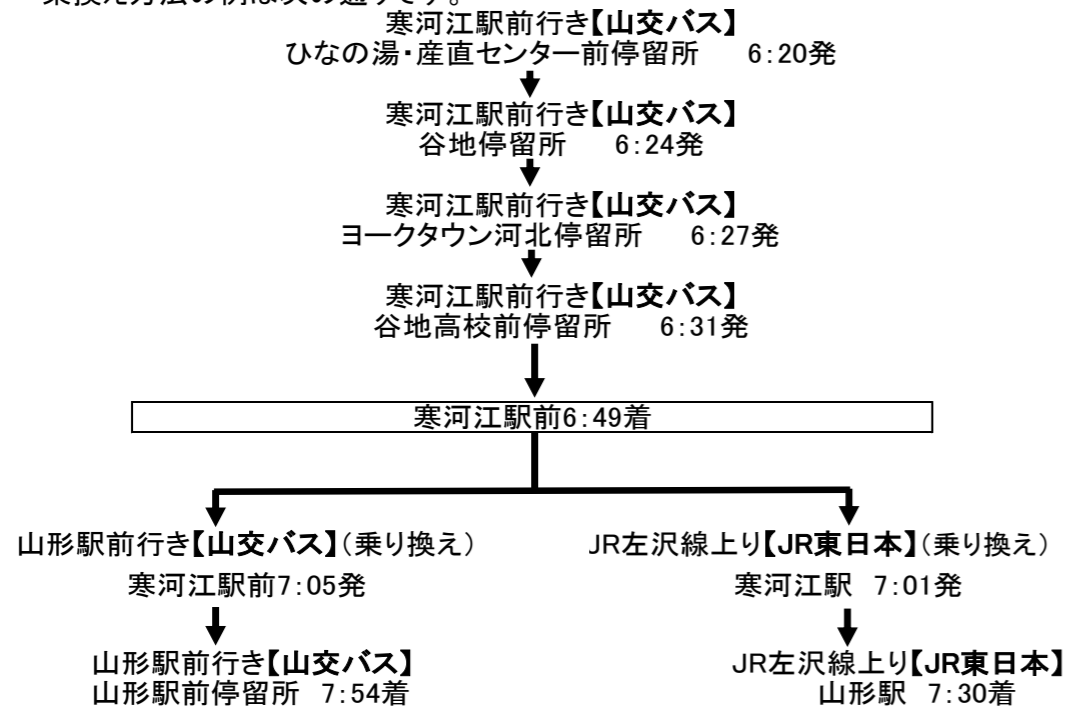 乗換え方法の例は次の通りです。
寒河江駅前行き【山交バス】
ひなの湯・産直センター前停留所 6:20発
寒河江駅前行き【山交バス】
谷地停留所 6:24発
寒河江駅前行き【山交バス】
ヨークタウン河北停留所 6:27発
寒河江駅前行き【山交バス】
谷地高校前停留所 6:31発
寒河江駅前6:49着
山形駅前行き【山交バス】（乗り換え）
寒河江駅前7:05発
山形駅前行き【山交バス】
山形駅前停留所 7:54着
JR左沢線上り【JR東日本】（乗り換え）
寒河江駅 7:01発
JR左沢線上り【JR東日本】
山形駅 7:30着